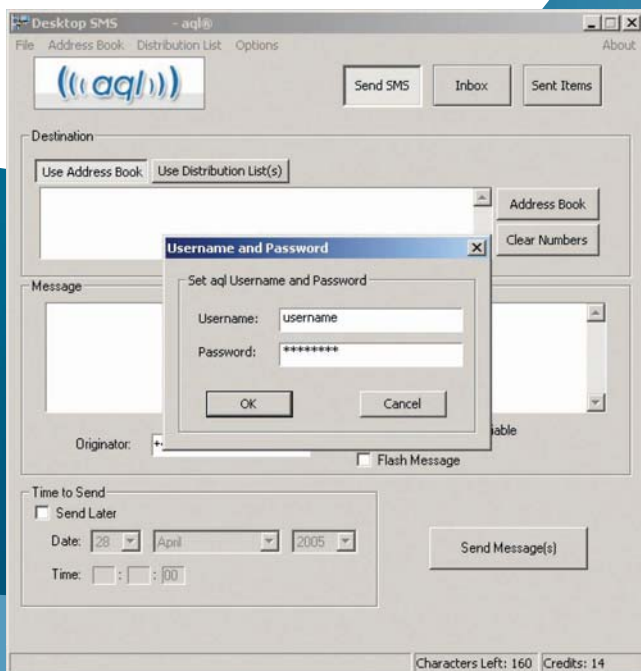 Desktop SMS - aql®
File Address Book Distribution List Options About
((( aql )))
Send SMS Inbox Sent Items
Destination
Use Address Book Use Distribution List(s)
Address Book
Clear Numbers
Username and Password
Set aql Username and Password
Username: username
Password: ********
OK Cancel
Message
iable
Originator: +
Flash Message
Time to Send
Send Later
Date: 28 April 2005
Time: : : 00
Send Message(s)
Characters Left: 160 Credits: 14